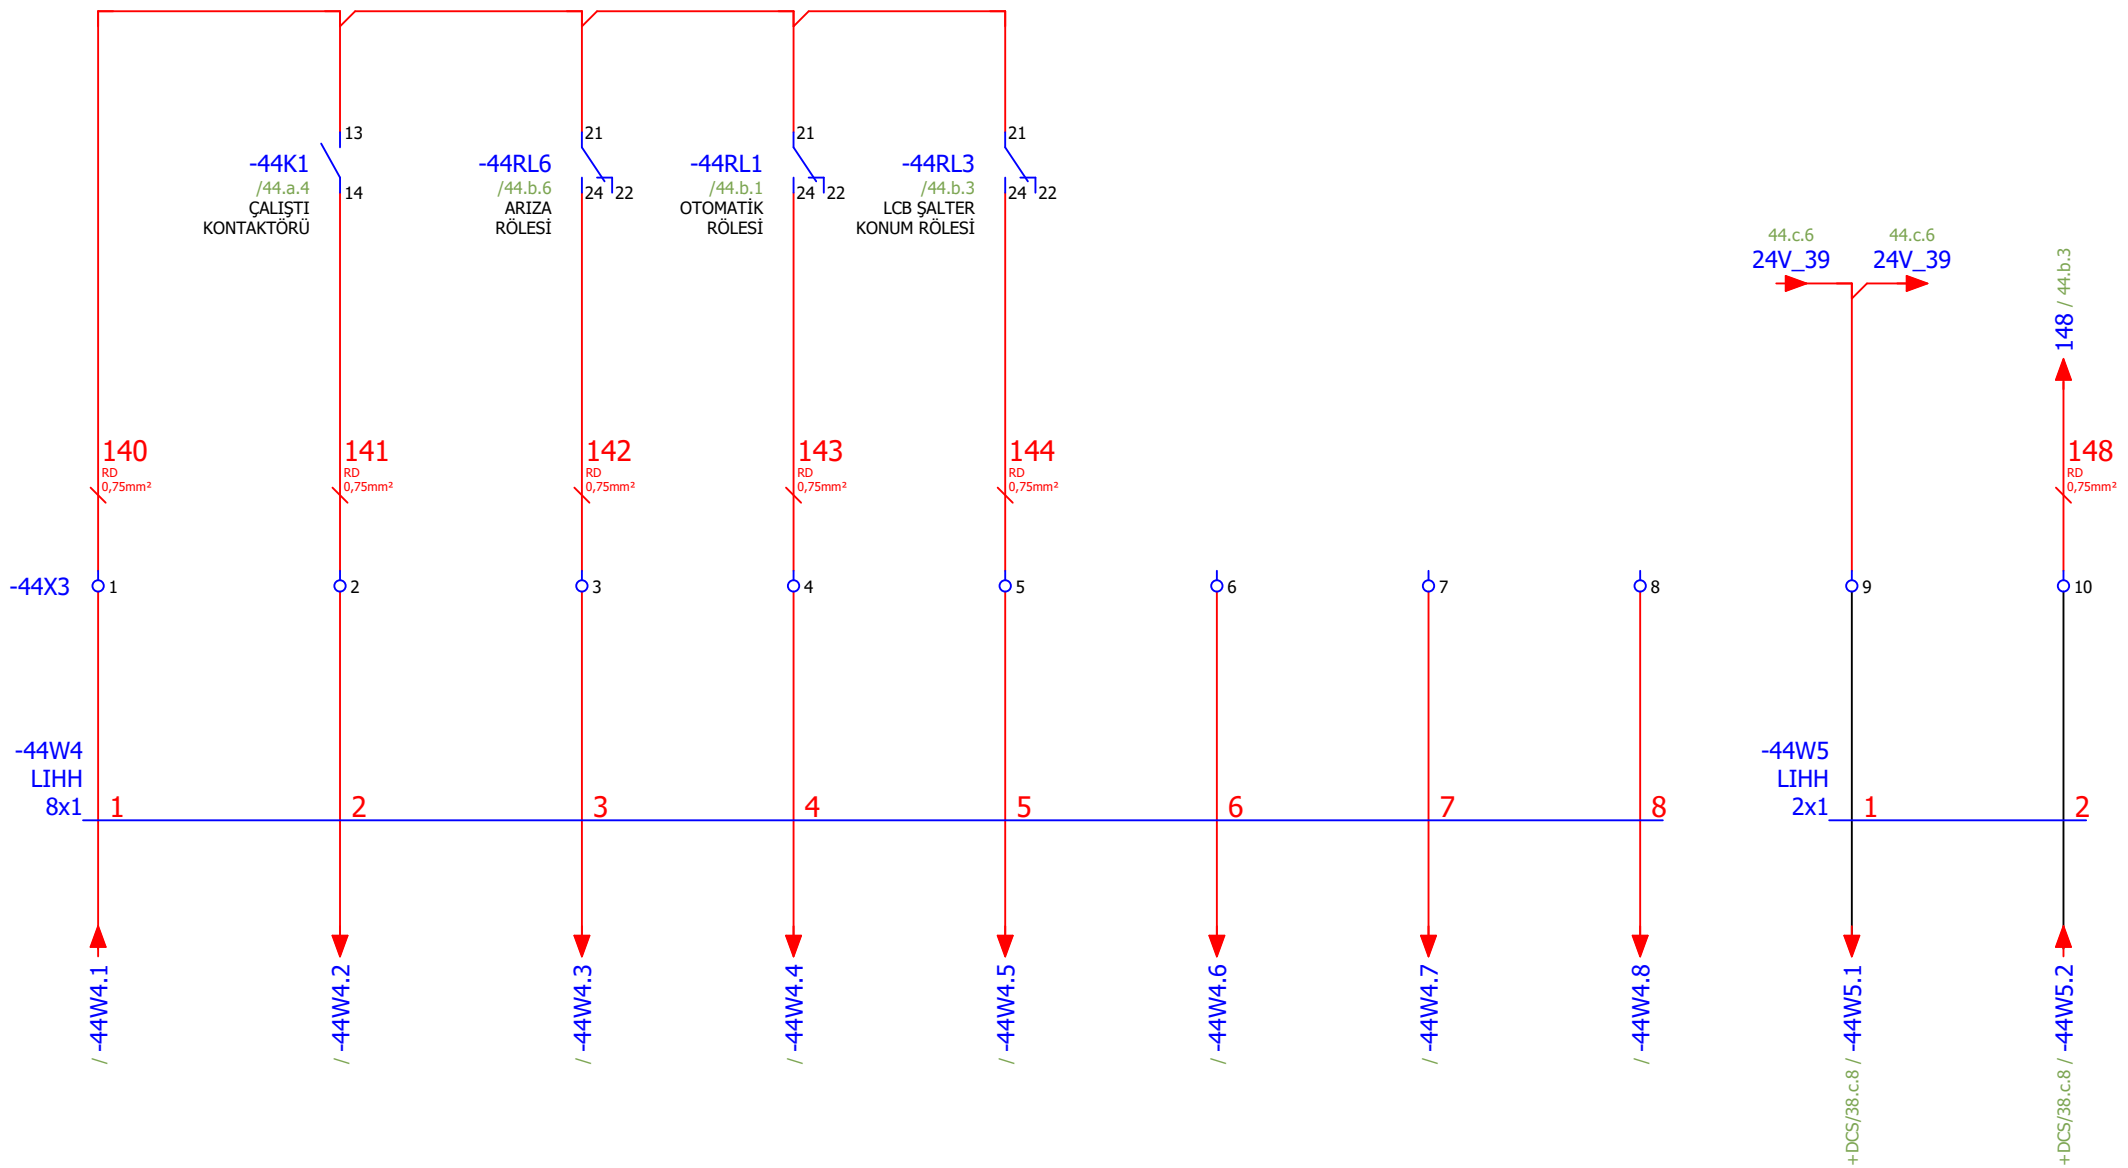 13
-44K1
/44.a.4
14
ÇALIŞTI
KONTAKTÖRÜ
21
-44RL6
/44.b.6
24 22
ARIZA
RÖLESİ
21
-44RL1
/44.b.1
24 22
OTOMATİK
RÖLESİ
21
-44RL3
/44.b.3
24 22
LCB ŞALTER
KONUM RÖLESİ
44.c.6
24V_39
44.c.6
24V_39
148 / 44.b.3
140
RD
0,75mm²
141
RD
0,75mm²
142
RD
0,75mm²
143
RD
0,75mm²
144
RD
0,75mm²
148
RD
0,75mm²
-44X3
1
2
3
4
5
6
7
8
9
10
-44W4
LIHH
8x1
1
2
3
4
5
6
7
8
-44W5
LIHH
2x1
1
2
/ -44W4.1
/ -44W4.2
/ -44W4.3
/ -44W4.4
/ -44W4.5
/ -44W4.6
/ -44W4.7
/ -44W4.8
+DCS/38.c.8 / -44W5.1
+DCS/38.c.8 / -44W5.2